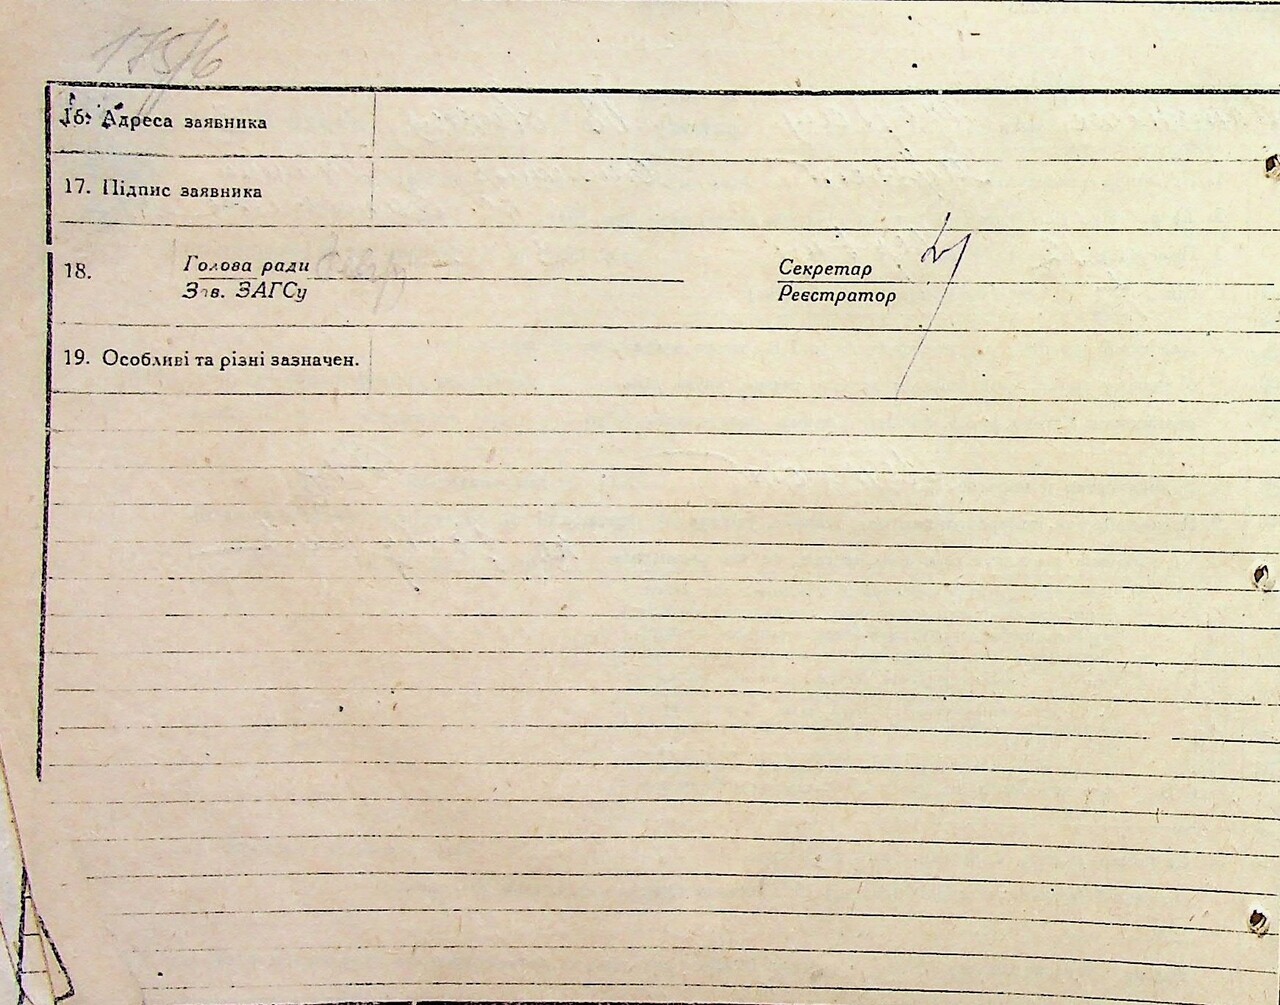 175/6
16. Адреса заявника
17. Підпис заявника
18. Голова ради Секретар
Зав. ЗАГСу Реєстратор
19. Особливі та різні зазначен.